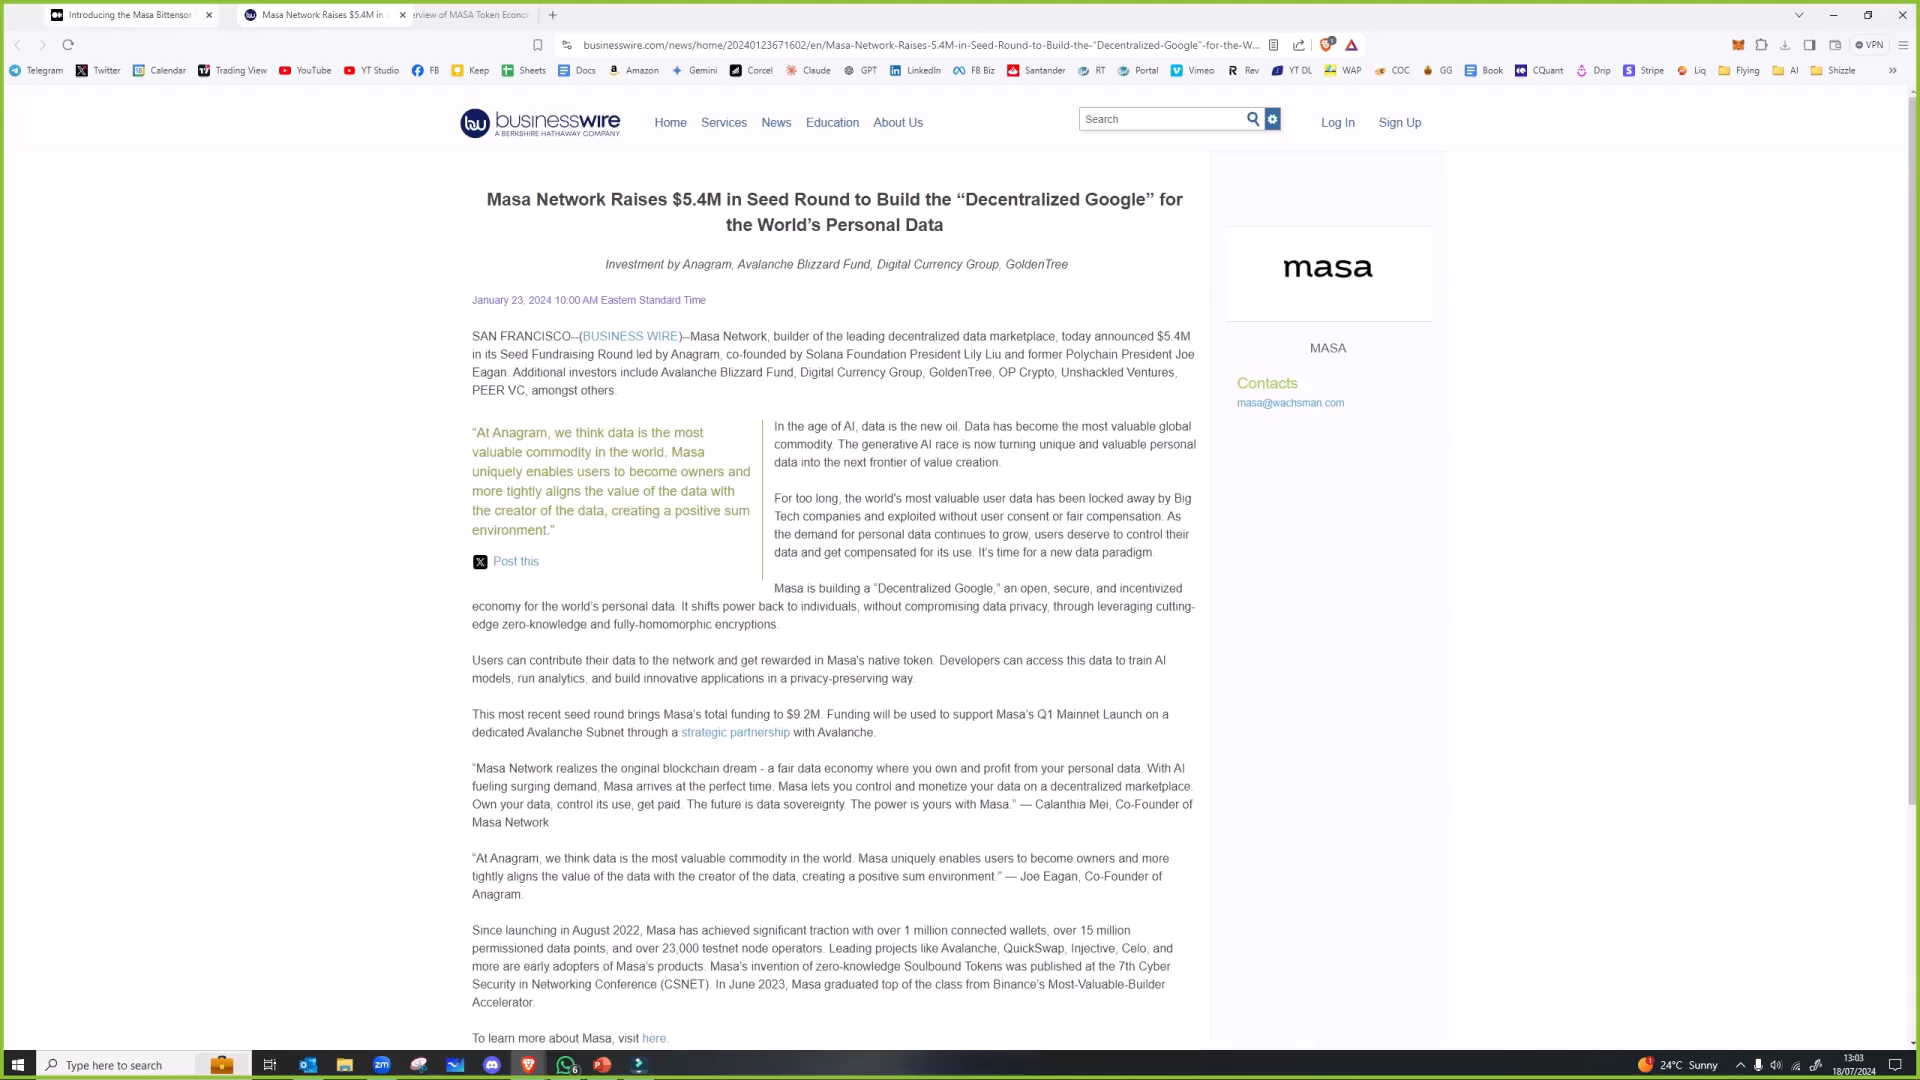 Introducing the Masa Bittensor
Masa Network Raises $5.4M in
erview of MASA Token Econo
businesswire.com/news/home/20240123671602/en/Masa-Network-Raises-5.4M-in-Seed-Round-to-Build-the-"Decentralized-Google"-for-the-W...
VPN
Telegram Twitter Calendar Trading View YouTube YT Studio FB Keep Sheets Docs Amazon Gemini Corcel Claude GPT LinkedIn FB Biz Santander RT Portal Vimeo Rev YT DL WAP COC GG Book CQuant Drip Stripe Liq Flying AI Shizzle
businesswire
A BERKSHIRE HATHAWAY COMPANY
Home Services News Education About Us
Search
Log In Sign Up
Masa Network Raises $5.4M in Seed Round to Build the “Decentralized Google” for
the World’s Personal Data
Investment by Anagram, Avalanche Blizzard Fund, Digital Currency Group, GoldenTree
January 23, 2024 10:00 AM Eastern Standard Time
SAN FRANCISCO--(BUSINESS WIRE)--Masa Network, builder of the leading decentralized data marketplace, today announced $5.4M
in its Seed Fundraising Round led by Anagram, co-founded by Solana Foundation President Lily Liu and former Polychain President Joe
Eagan. Additional investors include Avalanche Blizzard Fund, Digital Currency Group, GoldenTree, OP Crypto, Unshackled Ventures,
PEER VC, amongst others.
“At Anagram, we think data is the most
valuable commodity in the world. Masa
uniquely enables users to become owners and
more tightly aligns the value of the data with
the creator of the data, creating a positive sum
environment.”
Post this
In the age of AI, data is the new oil. Data has become the most valuable global
commodity. The generative AI race is now turning unique and valuable personal
data into the next frontier of value creation.
For too long, the world's most valuable user data has been locked away by Big
Tech companies and exploited without user consent or fair compensation. As
the demand for personal data continues to grow, users deserve to control their
data and get compensated for its use. It’s time for a new data paradigm.
Masa is building a “Decentralized Google,” an open, secure, and incentivized
economy for the world’s personal data. It shifts power back to individuals, without compromising data privacy, through leveraging cutting-
edge zero-knowledge and fully-homomorphic encryptions.
Users can contribute their data to the network and get rewarded in Masa's native token. Developers can access this data to train AI
models, run analytics, and build innovative applications in a privacy-preserving way.
This most recent seed round brings Masa’s total funding to $9.2M. Funding will be used to support Masa’s Q1 Mainnet Launch on a
dedicated Avalanche Subnet through a strategic partnership with Avalanche.
“Masa Network realizes the original blockchain dream - a fair data economy where you own and profit from your personal data. With AI
fueling surging demand, Masa arrives at the perfect time. Masa lets you control and monetize your data on a decentralized marketplace.
Own your data, control its use, get paid. The future is data sovereignty. The power is yours with Masa.” — Calanthia Mei, Co-Founder of
Masa Network
“At Anagram, we think data is the most valuable commodity in the world. Masa uniquely enables users to become owners and more
tightly aligns the value of the data with the creator of the data, creating a positive sum environment.” — Joe Eagan, Co-Founder of
Anagram.
Since launching in August 2022, Masa has achieved significant traction with over 1 million connected wallets, over 15 million
permissioned data points, and over 23,000 testnet node operators. Leading projects like Avalanche, QuickSwap, Injective, Celo, and
more are early adopters of Masa’s products. Masa’s invention of zero-knowledge Soulbound Tokens was published at the 7th Cyber
Security in Networking Conference (CSNET). In June 2023, Masa graduated top of the class from Binance’s Most-Valuable-Builder
Accelerator.
To learn more about Masa, visit here.
masa
MASA
Contacts
masa@wachsman.com
Type here to search
24°C Sunny
13:03
18/07/2024